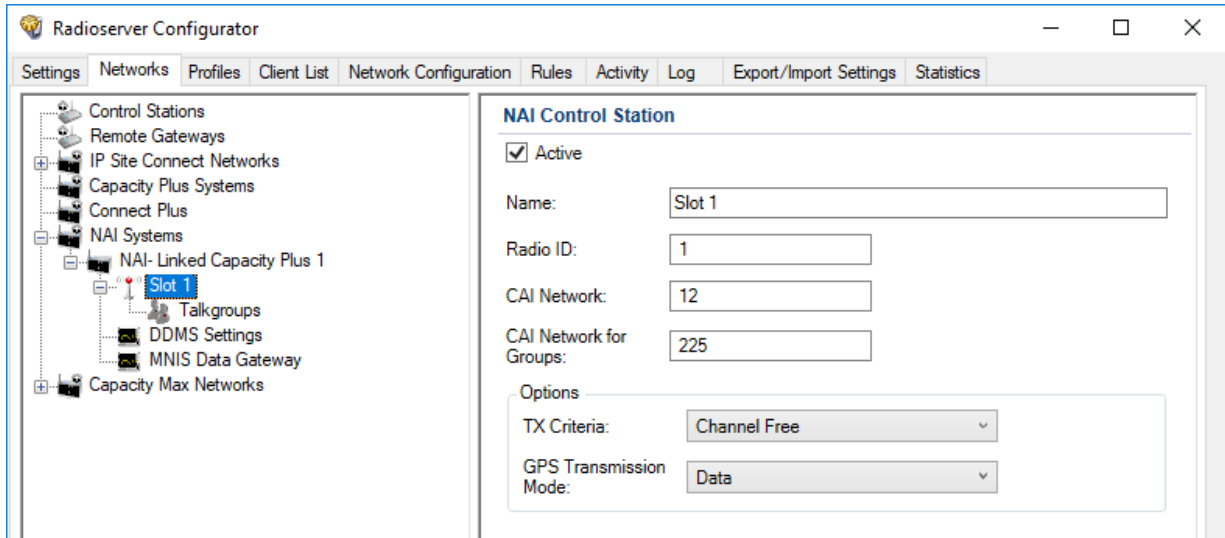 Radioserver Configurator
Settings Networks Profiles Client List Network Configuration Rules Activity Log Export/Import Settings Statistics
Control Stations
Remote Gateways
IP Site Connect Networks
Capacity Plus Systems
Connect Plus
NAI Systems
NAI- Linked Capacity Plus 1
Slot 1
Talkgroups
DDMS Settings
MNIS Data Gateway
Capacity Max Networks
NAI Control Station
Active
Name: Slot 1
Radio ID: 1
CAI Network: 12
CAI Network for
Groups: 225
Options
TX Criteria: Channel Free
GPS Transmission
Mode: Data